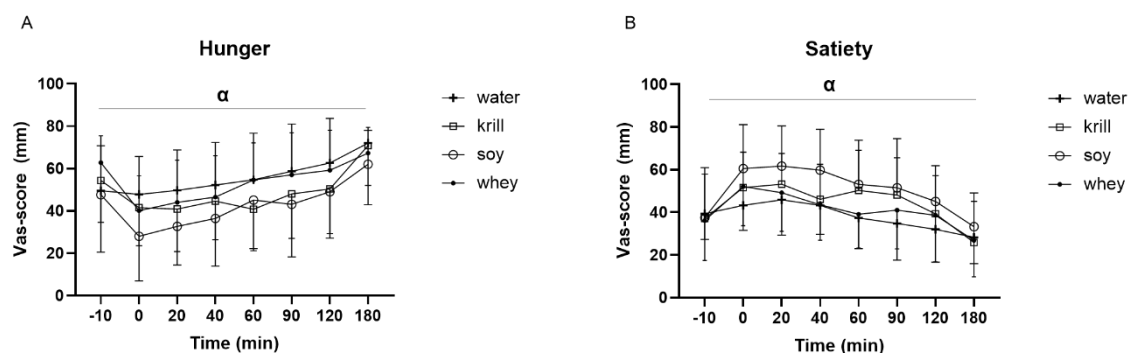 A
Hunger
α
100
80
60
40
20
0
Vas-score (mm)
-10 0 20 40 60 90 120 180
Time (min)
water
krill
soy
whey
B
Satiety
α
100
80
60
40
20
0
Vas-score (mm)
-10 0 20 40 60 90 120 180
Time (min)
water
krill
soy
whey